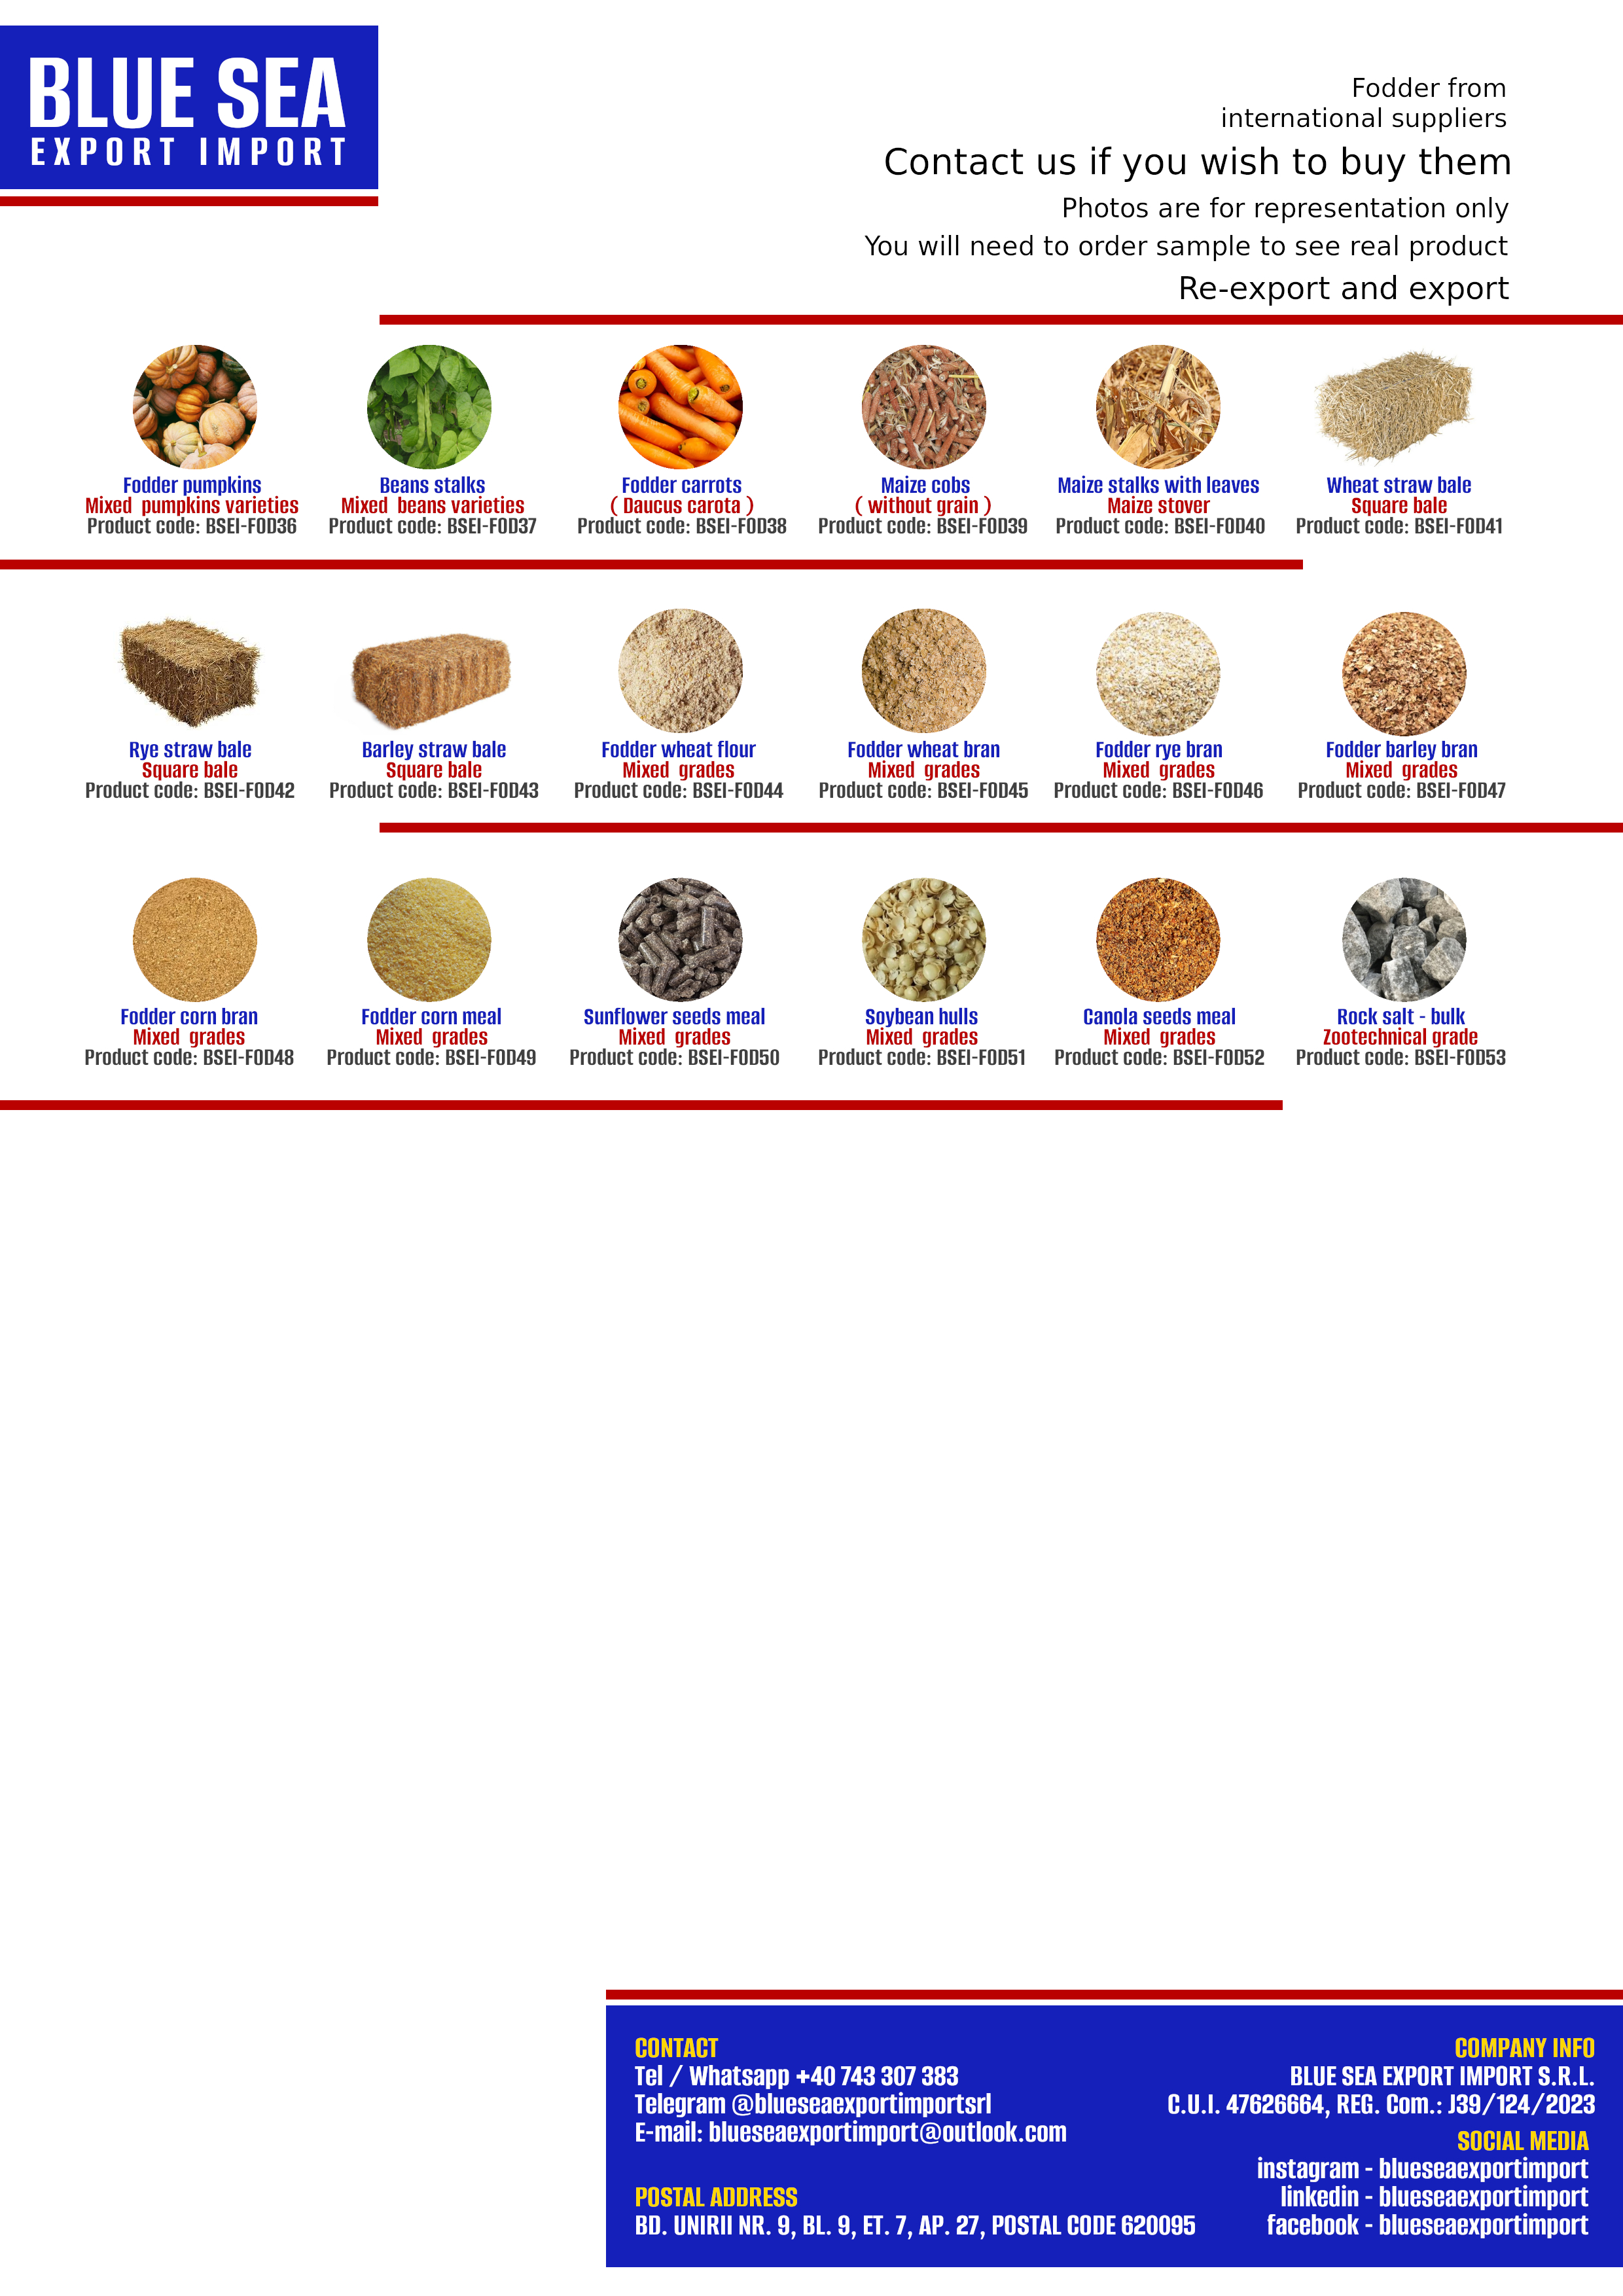 BLUE SEA
EXPORT IMPORT
Fodder from
international suppliers
Contact us if you wish to buy them
Photos are for representation only
You will need to order sample to see real product
Re-export and export
Fodder pumpkins
Mixed pumpkins varieties
Product code: BSEI-FOD36
Beans stalks
Mixed beans varieties
Product code: BSEI-FOD37
Fodder carrots
( Daucus carota )
Product code: BSEI-FOD38
Maize cobs
( without grain )
Product code: BSEI-FOD39
Maize stalks with leaves
Maize stover
Product code: BSEI-FOD40
Wheat straw bale
Square bale
Product code: BSEI-FOD41
Rye straw bale
Square bale
Product code: BSEI-FOD42
Barley straw bale
Square bale
Product code: BSEI-FOD43
Fodder wheat flour
Mixed grades
Product code: BSEI-FOD44
Fodder wheat bran
Mixed grades
Product code: BSEI-FOD45
Fodder rye bran
Mixed grades
Product code: BSEI-FOD46
Fodder barley bran
Mixed grades
Product code: BSEI-FOD47
Fodder corn bran
Mixed grades
Product code: BSEI-FOD48
Fodder corn meal
Mixed grades
Product code: BSEI-FOD49
Sunflower seeds meal
Mixed grades
Product code: BSEI-FOD50
Soybean hulls
Mixed grades
Product code: BSEI-FOD51
Canola seeds meal
Mixed grades
Product code: BSEI-FOD52
Rock salt - bulk
Zootechnical grade
Product code: BSEI-FOD53
CONTACT
Tel / Whatsapp +40 743 307 383
Telegram @blueseaexportimportsrl
E-mail: blueseaexportimport@outlook.com
POSTAL ADDRESS
BD. UNIRII NR. 9, BL. 9, ET. 7, AP. 27, POSTAL CODE 620095
COMPANY INFO
BLUE SEA EXPORT IMPORT S.R.L.
C.U.I. 47626664, REG. Com.: J39/124/2023
SOCIAL MEDIA
instagram - blueseaexportimport
linkedin - blueseaexportimport
facebook - blueseaexportimport